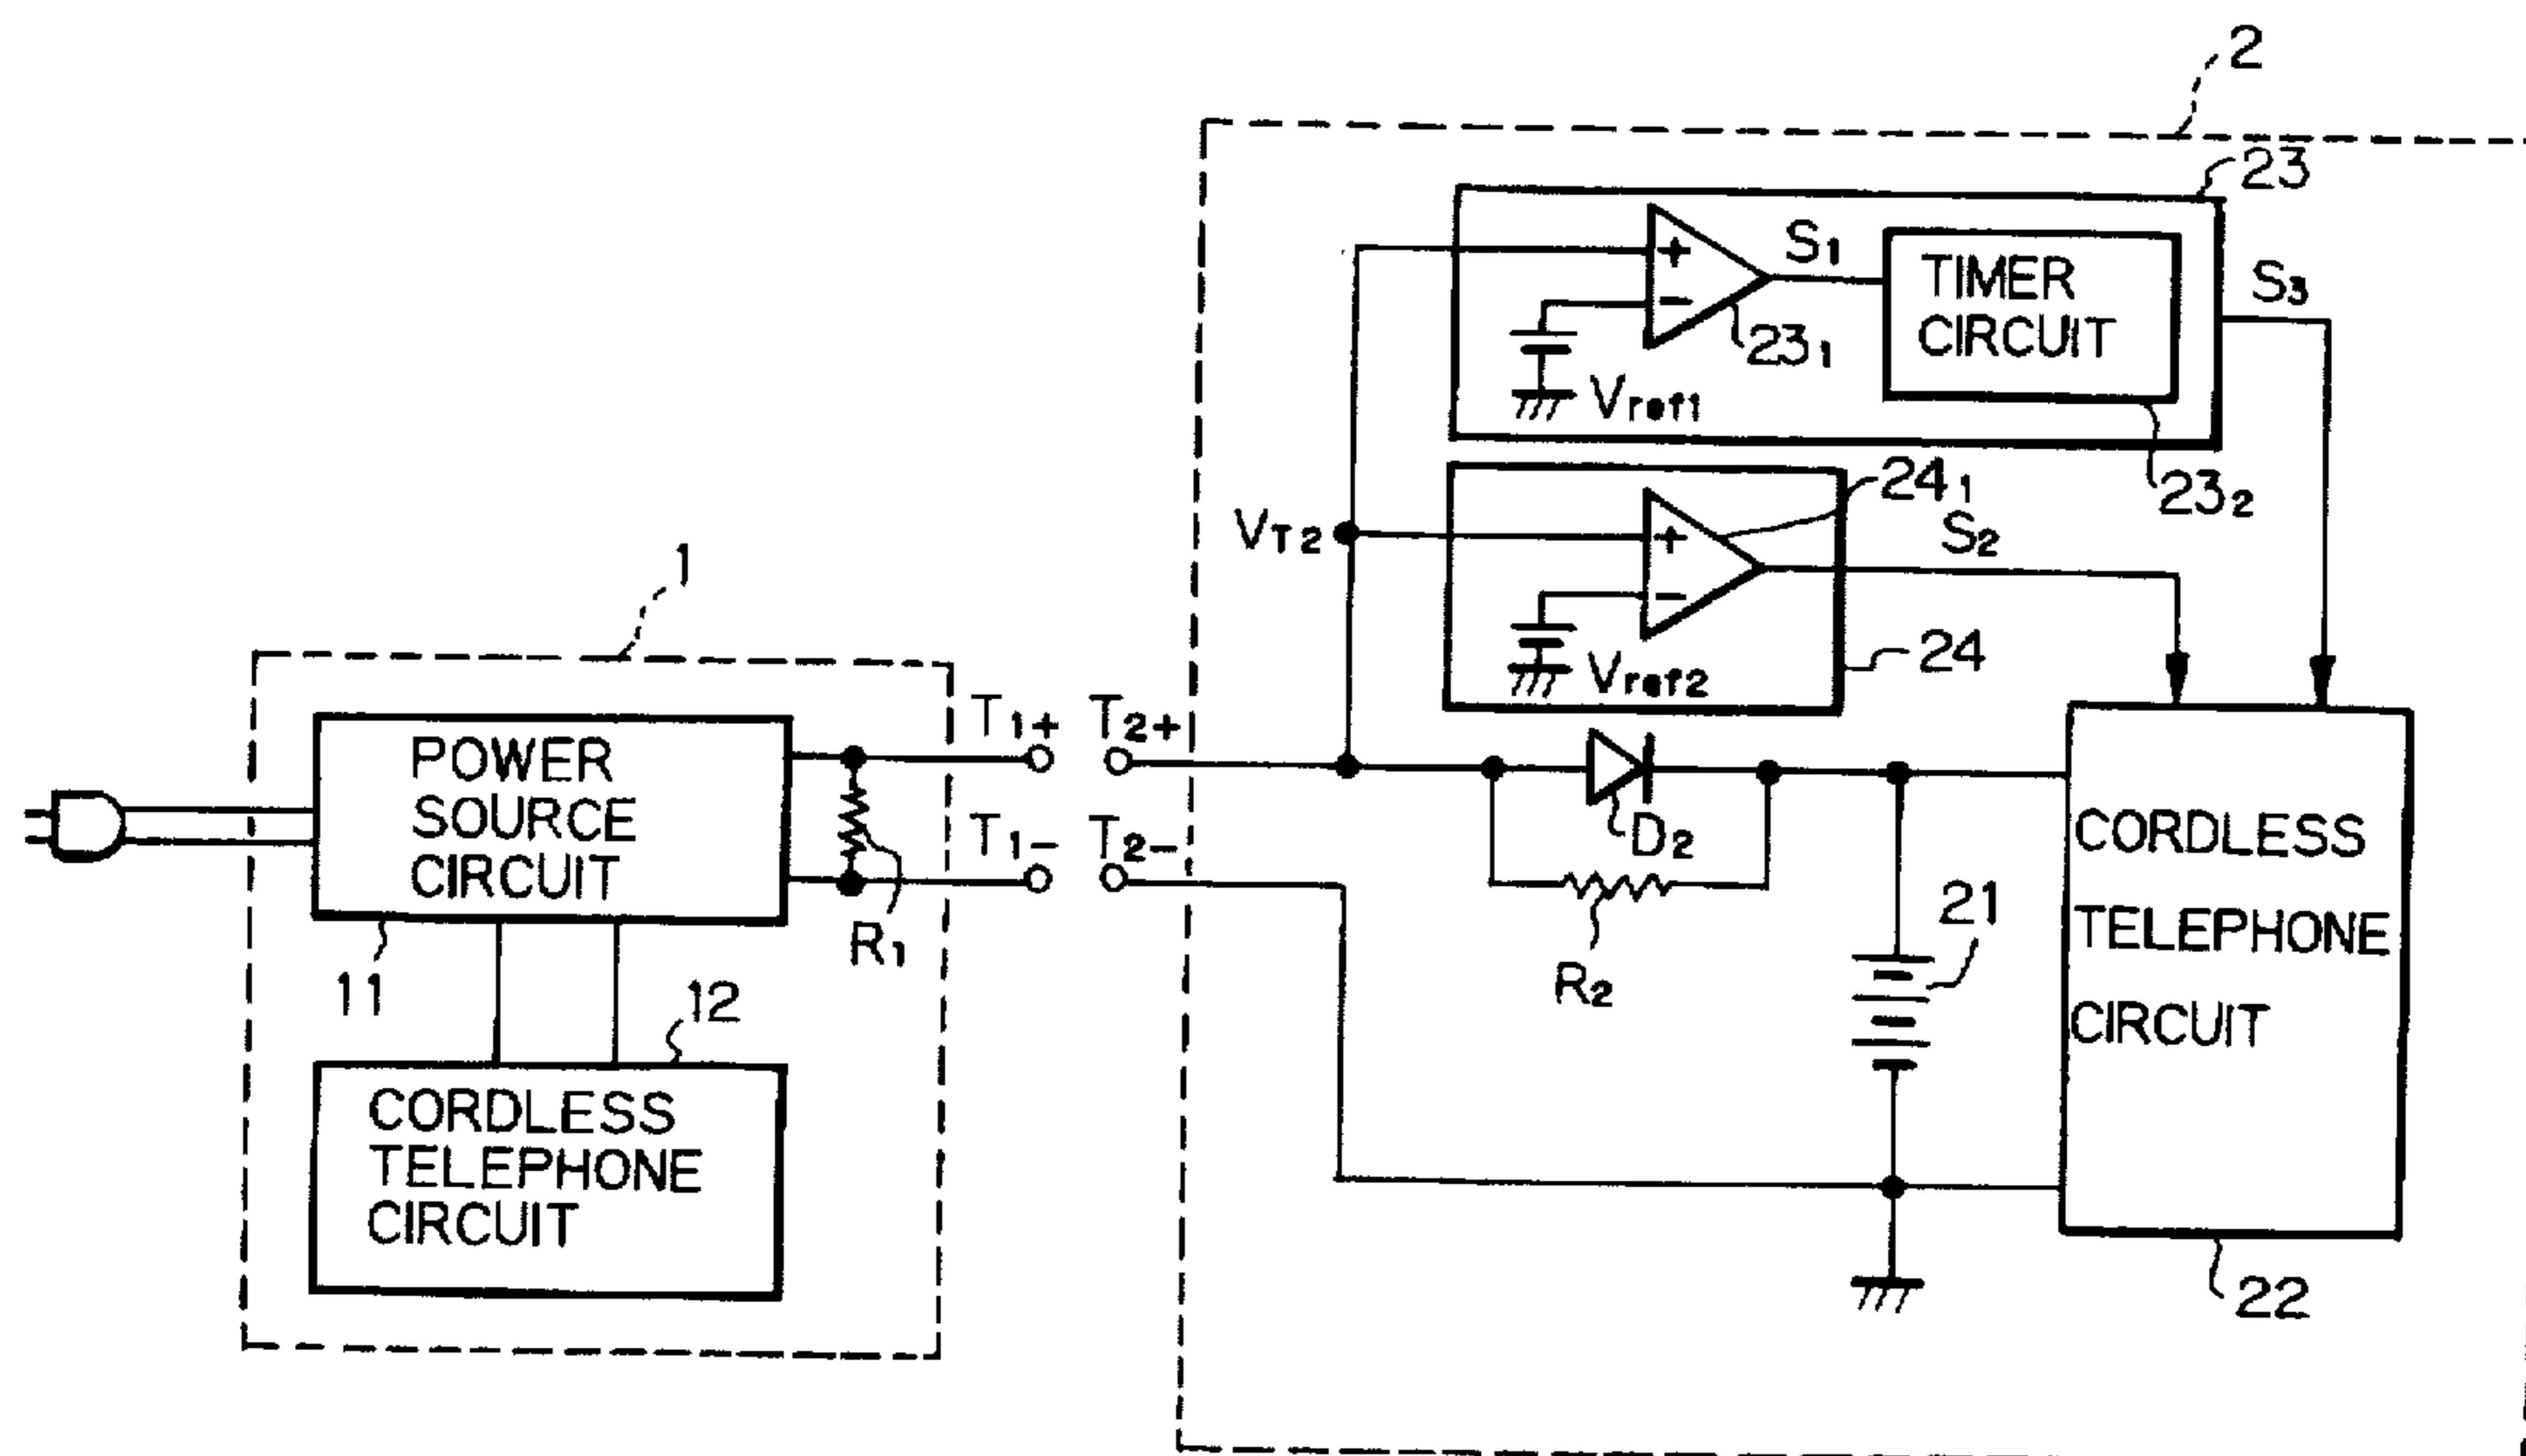 2
23
S1
TIMER
CIRCUIT
S3
+
−
231
Vref1
232
241
S2
VT2
+
−
24
Vref2
1
T1+
T2+
POWER
SOURCE
CIRCUIT
T1−
T2−
D2
R1
R2
21
CORDLESS
TELEPHONE
CIRCUIT
11
12
CORDLESS
TELEPHONE
CIRCUIT
22